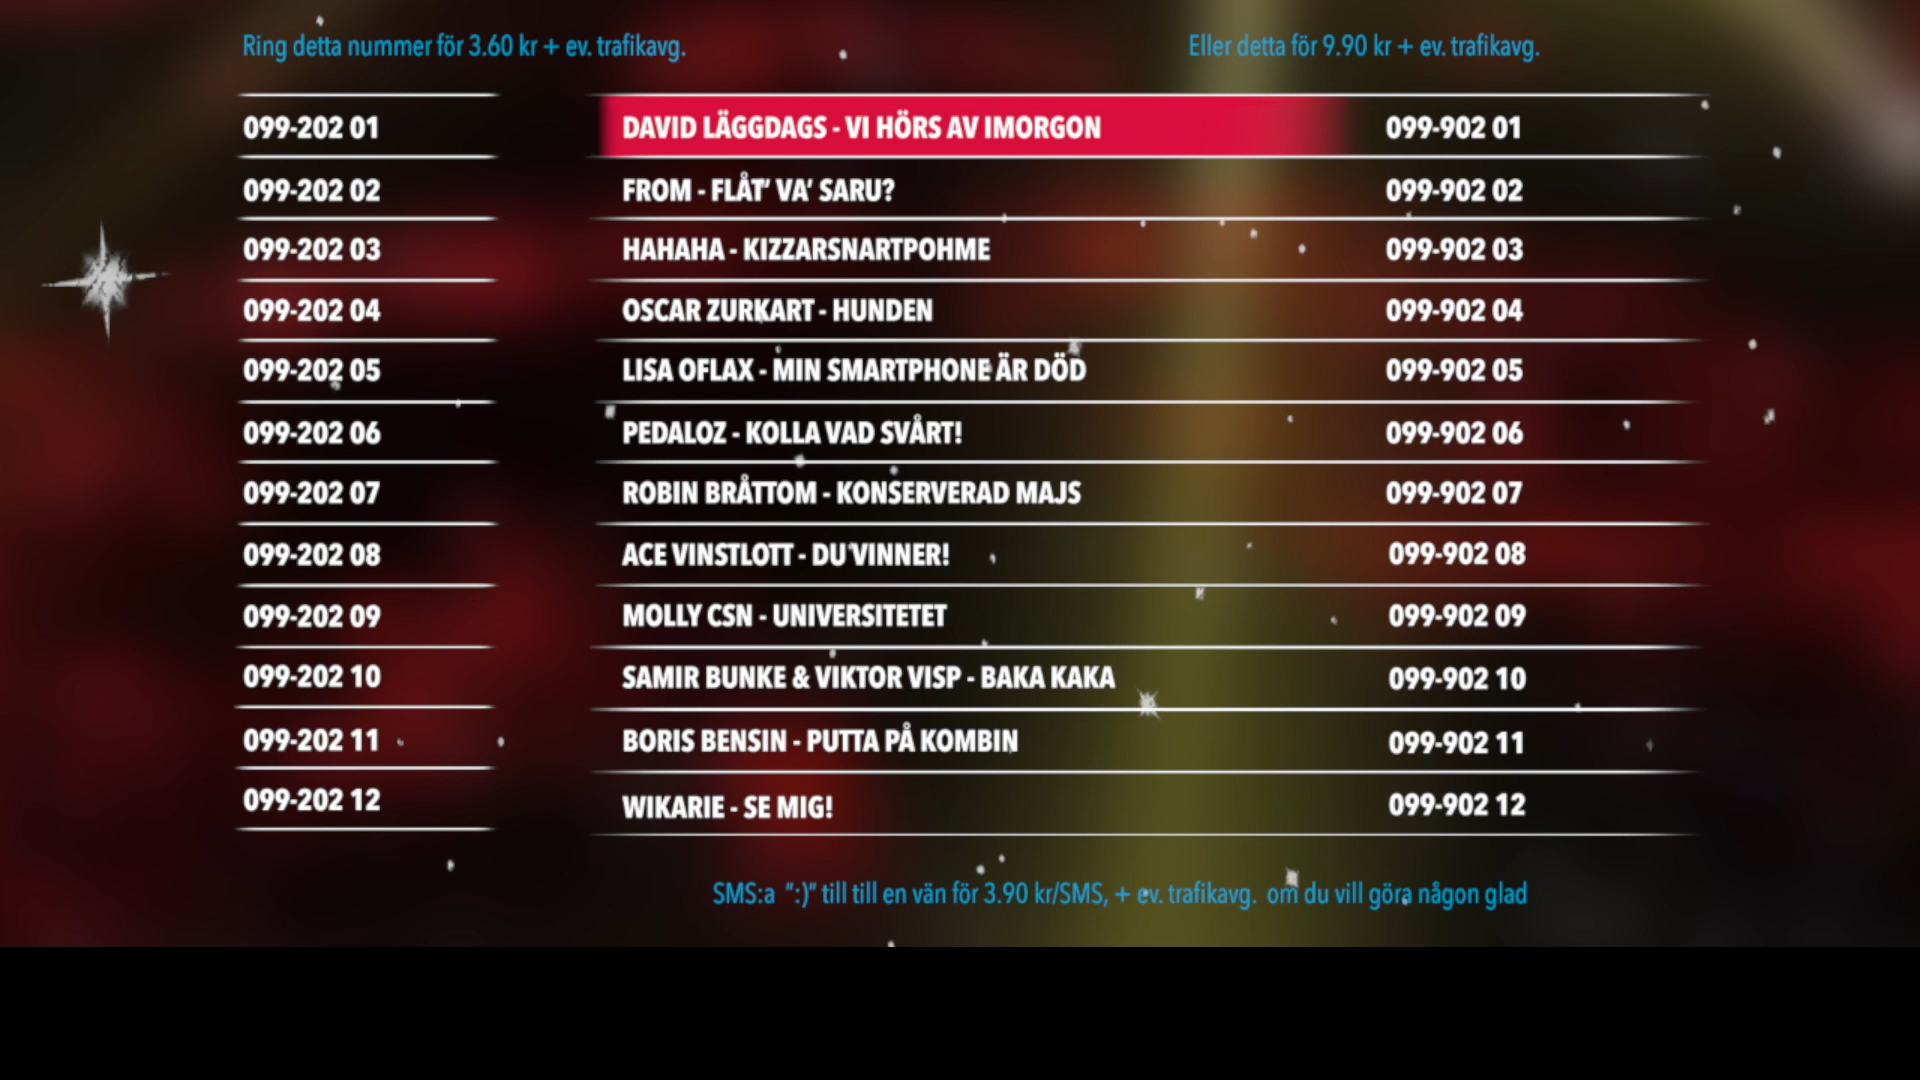 Ring detta nummer för 3.60 kr + ev. trafikavg. Eller detta för 9.90 kr + ev. trafikavg.
099-202 01 DAVID LÄGGDAGS - VI HÖRS AV IMORGON 099-902 01
099-202 02 FROM - FLÅT' VA' SARU? 099-902 02
099-202 03 HAHAHA - KIZZARSNARTPOHME 099-902 03
099-202 04 OSCAR ZURKART - HUNDEN 099-902 04
099-202 05 LISA OFLAX - MIN SMARTPHONE ÄR DÖD 099-902 05
099-202 06 PEDALOZ - KOLLA VAD SVÅRT! 099-902 06
099-202 07 ROBIN BRÅTTOM - KONSERVERAD MAJS 099-902 07
099-202 08 ACE VINSTLOTT - DU VINNER! 099-902 08
099-202 09 MOLLY CSN - UNIVERSITETET 099-902 09
099-202 10 SAMIR BUNKE & VIKTOR VISP - BAKA KAKA 099-902 10
099-202 11 BORIS BENSIN - PUTTA PÅ KOMBIN 099-902 11
099-202 12 WIKARIE - SE MIG! 099-902 12
SMS:a ":)" till till en vän för 3.90 kr/SMS, + ev. trafikavg. om du vill göra någon glad